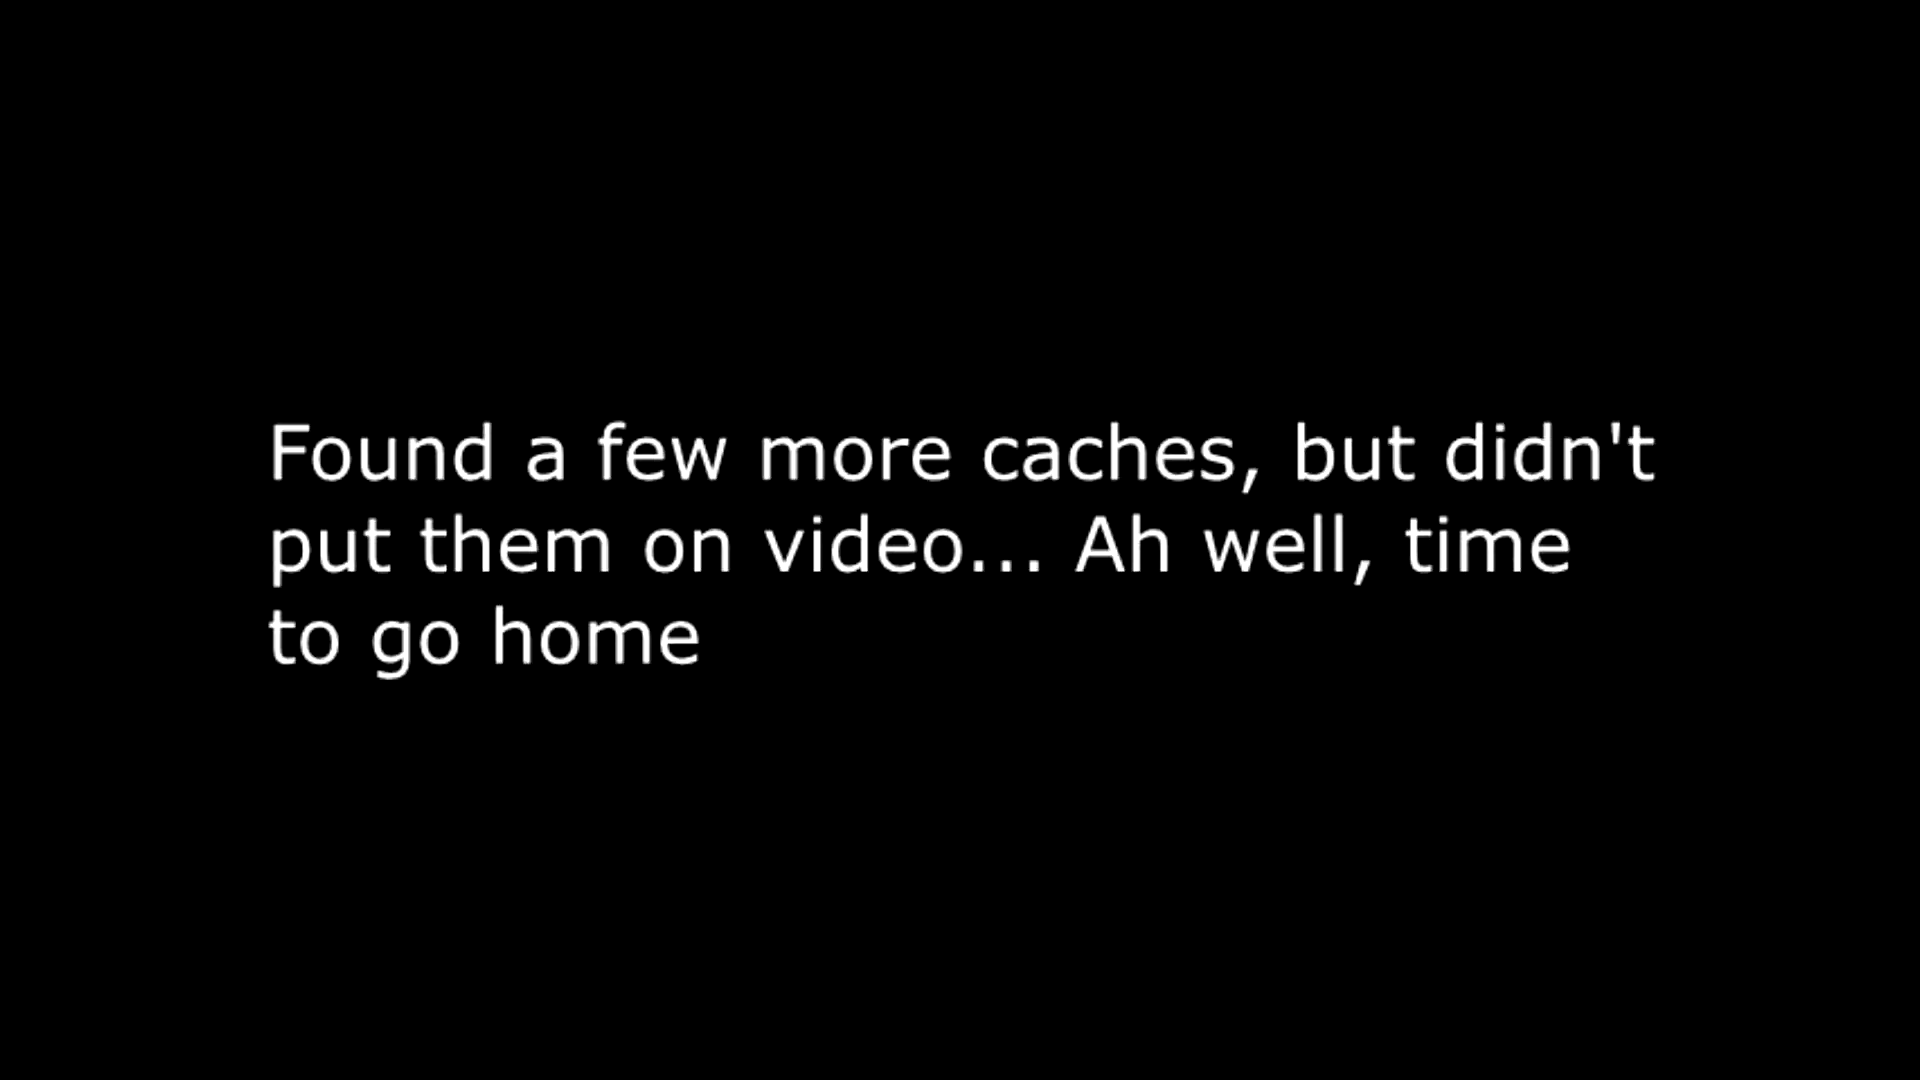 Found a few more caches, but didn't
put them on video... Ah well, time
to go home